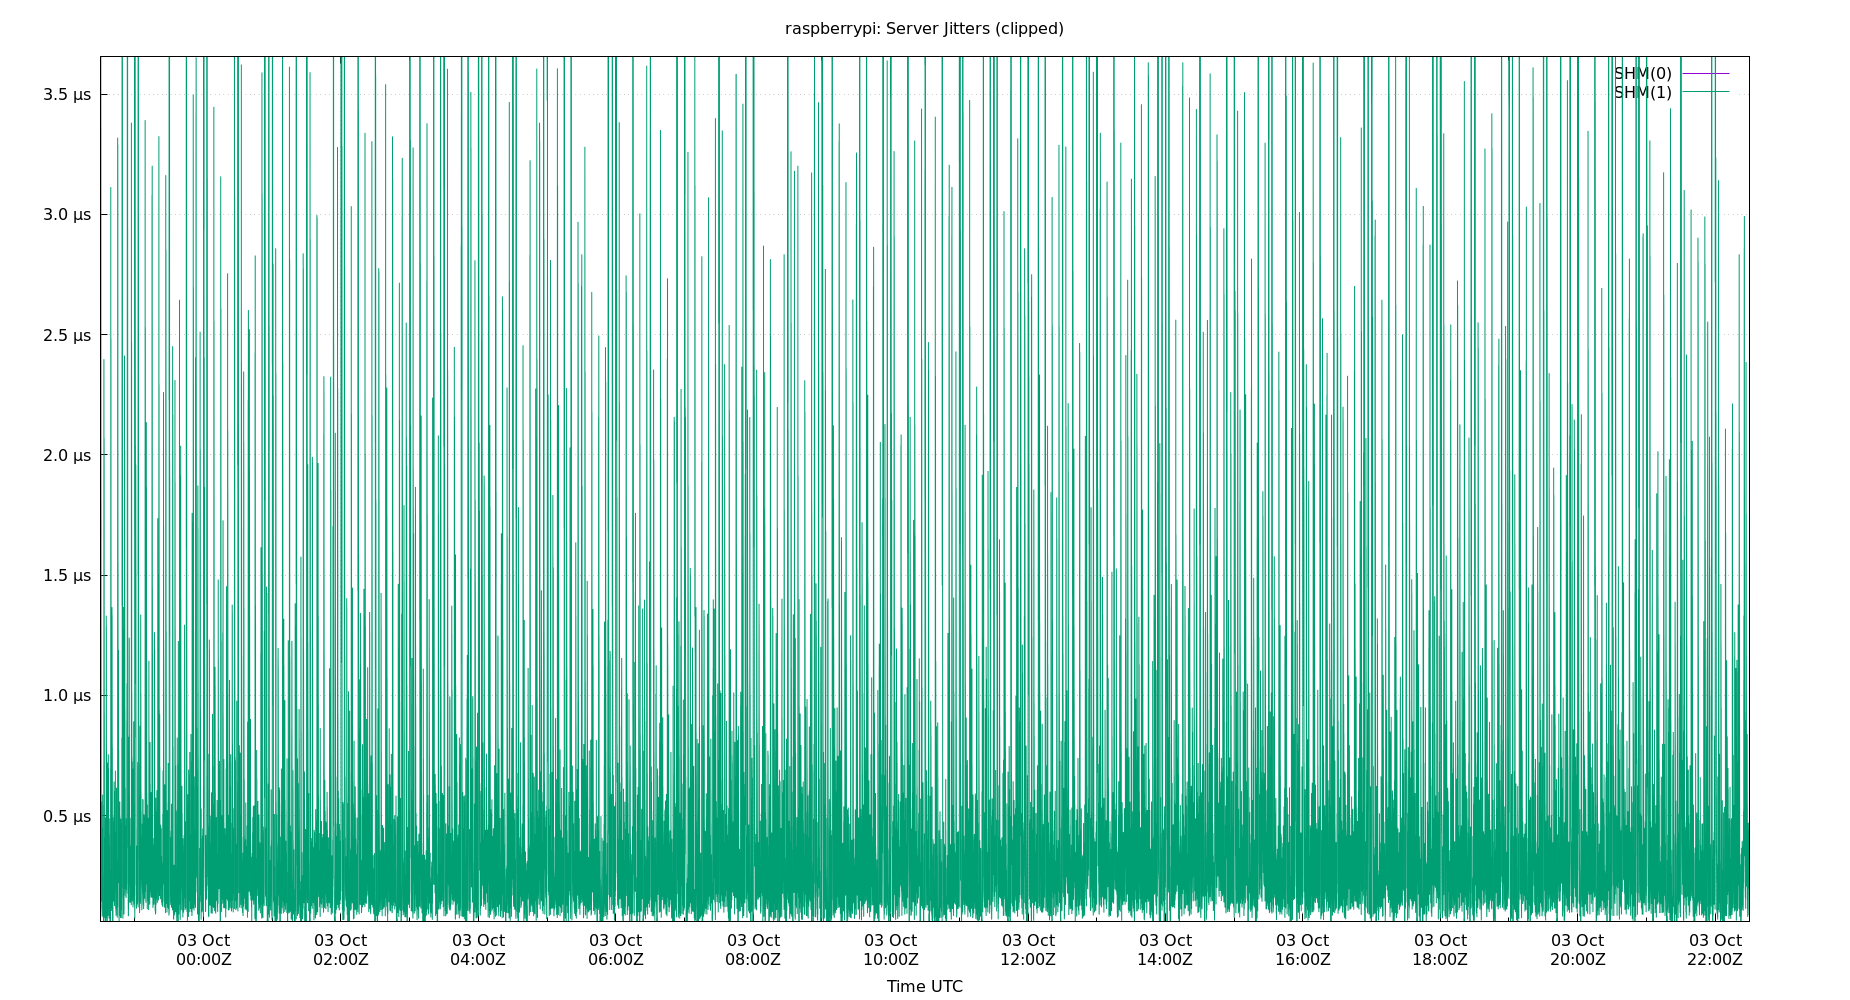 raspberrypi: Server Jitters (clipped)
SHM(0)
SHM(1)
3.5 µs
3.0 µs
2.5 µs
2.0 µs
1.5 µs
1.0 µs
0.5 µs
03 Oct 03 Oct 03 Oct 03 Oct 03 Oct 03 Oct 03 Oct 03 Oct 03 Oct 03 Oct 03 Oct 03 Oct
00:00Z 02:00Z 04:00Z 06:00Z 08:00Z 10:00Z 12:00Z 14:00Z 16:00Z 18:00Z 20:00Z 22:00Z
Time UTC